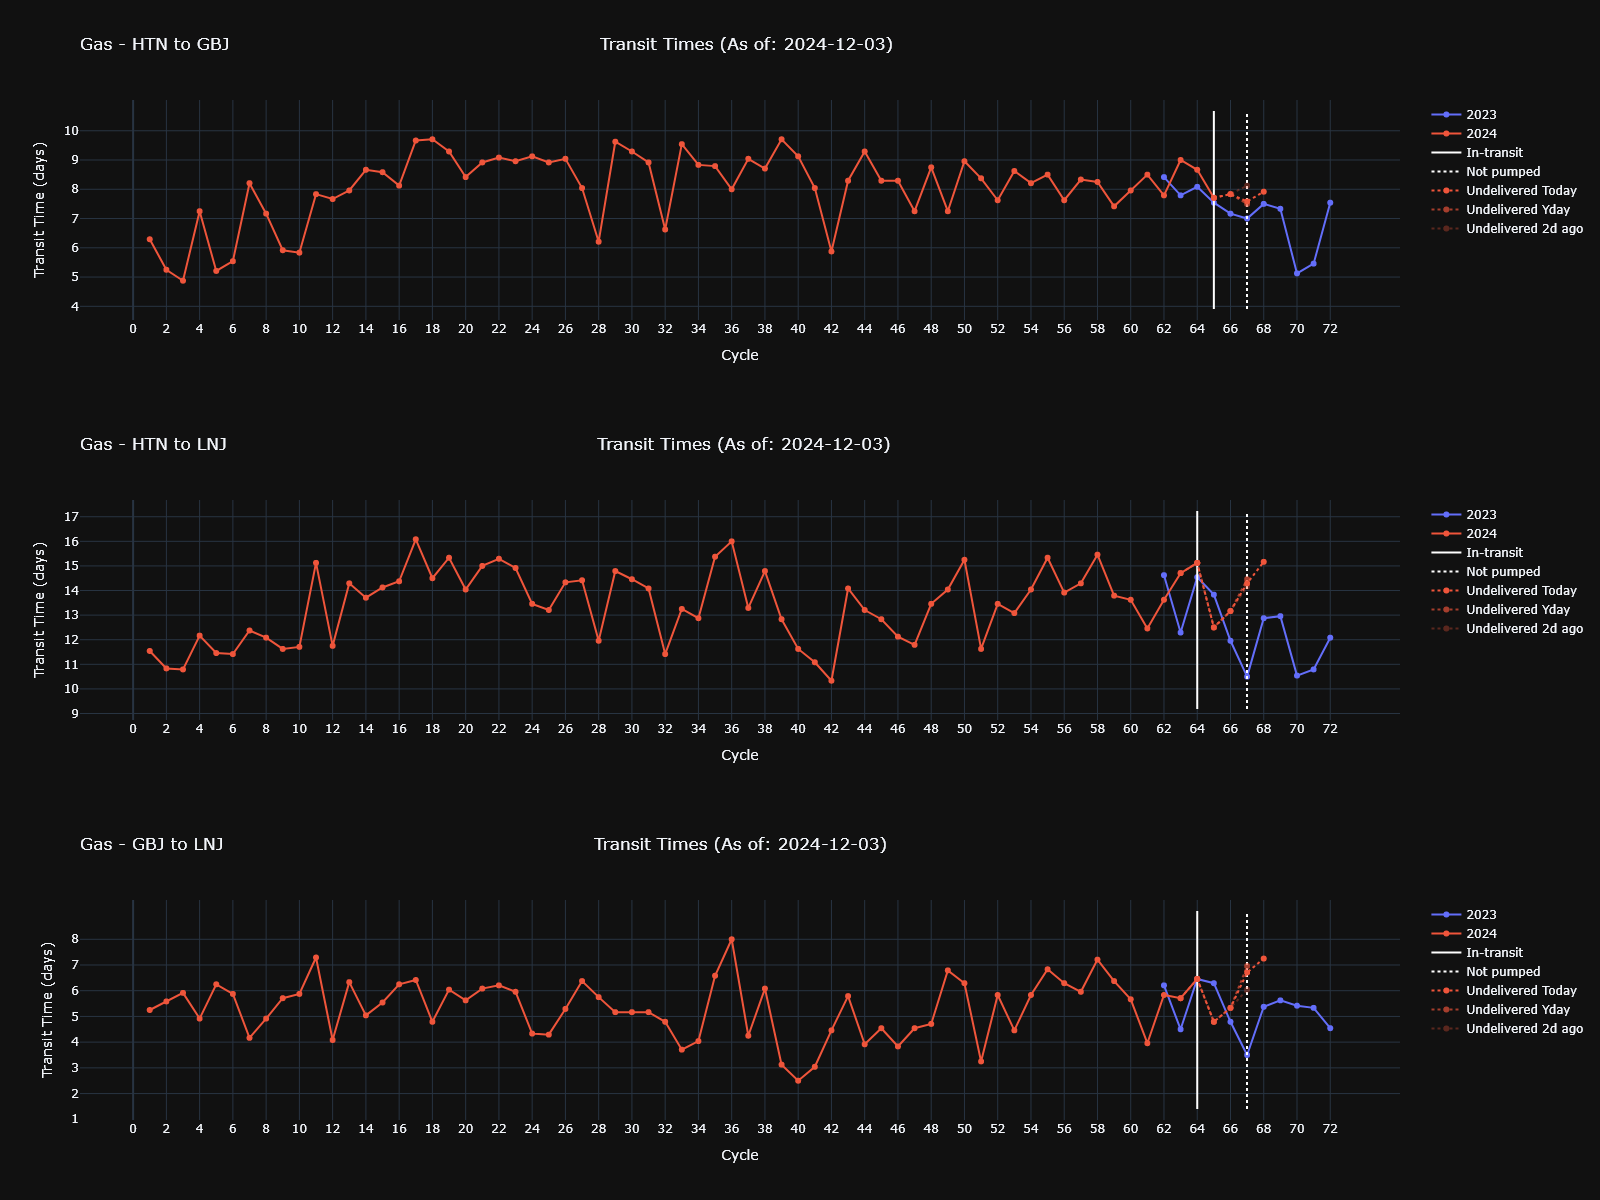 Gas - HTN to GBJ
Transit Times (As of: 2024-12-03)
Transit Time (days)
10
9
8
7
6
5
4
0 2 4 6 8 10 12 14 16 18 20 22 24 26 28 30 32 34 36 38 40 42 44 46 48 50 52 54 56 58 60 62 64 66 68 70 72
Cycle
2023
2024
In-transit
Not pumped
Undelivered Today
Undelivered Yday
Undelivered 2d ago
Gas - HTN to LNJ
Transit Times (As of: 2024-12-03)
Transit Time (days)
17
16
15
14
13
12
11
10
9
0 2 4 6 8 10 12 14 16 18 20 22 24 26 28 30 32 34 36 38 40 42 44 46 48 50 52 54 56 58 60 62 64 66 68 70 72
Cycle
2023
2024
In-transit
Not pumped
Undelivered Today
Undelivered Yday
Undelivered 2d ago
Gas - GBJ to LNJ
Transit Times (As of: 2024-12-03)
Transit Time (days)
8
7
6
5
4
3
2
1
0 2 4 6 8 10 12 14 16 18 20 22 24 26 28 30 32 34 36 38 40 42 44 46 48 50 52 54 56 58 60 62 64 66 68 70 72
Cycle
2023
2024
In-transit
Not pumped
Undelivered Today
Undelivered Yday
Undelivered 2d ago